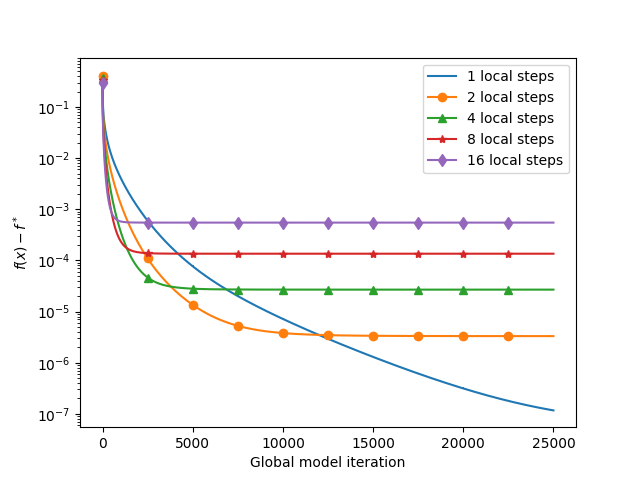 1 local steps
2 local steps
4 local steps
8 local steps
16 local steps
f(x) − f*
10⁻¹
10⁻²
10⁻³
10⁻⁴
10⁻⁵
10⁻⁶
10⁻⁷
0 5000 10000 15000 20000 25000
Global model iteration